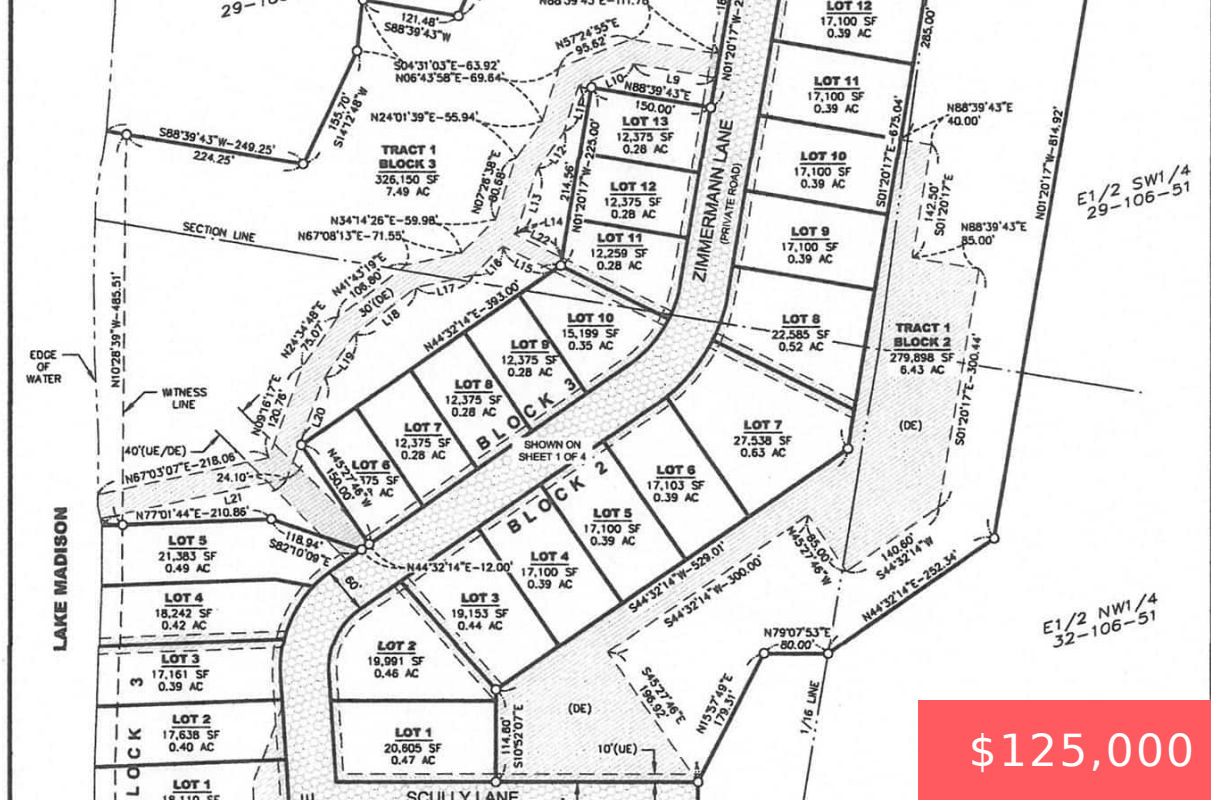 121.48'
S88°39'43"W
S04°31'03"E-63.92'
N06°43'58"E-69.64'
N57°24'55"E
95.62'
155.70'
S14°12'48"W
S88°39'43"W-249.25'
224.25'
N24°01'39"E-55.94'
TRACT 1
BLOCK 3
326,150 SF
7.49 AC
N07°26'38"E
80.68'
N34°14'26"E-59.98'
N67°08'13"E-71.55'
SECTION LINE
L10
L9
L11
L12
L13
L14
L22
L15
L16
L17
L18
L19
L20
L21
N88°39'43"E
150.00'
LOT 13
12,375 SF
0.28 AC
214.56'
N01°20'17"W-225.00'
LOT 12
12,375 SF
0.28 AC
LOT 11
12,259 SF
0.28 AC
ZIMMERMANN LANE
(PRIVATE ROAD)
LOT 12
17,100 SF
0.39 AC
285.00'
LOT 11
17,100 SF
0.39 AC
LOT 10
17,100 SF
0.39 AC
LOT 9
17,100 SF
0.39 AC
LOT 8
22,585 SF
0.52 AC
S01°20'17"E-675.04'
N88°39'43"E
40.00'
142.50'
S01°20'17"E
N88°39'43"E
85.00'
N01°20'17"W-814.92'
E1/2 SW1/4
29-106-51
TRACT 1
BLOCK 2
279,898 SF
6.43 AC
S01°20'17"E-300.44'
(DE)
N41°43'19"E
106.60'
30'(DE)
N24°34'48"E
75.07'
N09°16'17"E
120.76'
N10°28'39"W-485.51'
EDGE
OF
WATER
WITNESS
LINE
40'(UE/DE)
N67°03'07"E-218.06'
24.10'
N77°01'44"E-210.86'
118.94'
S82°10'09"E
N44°32'14"E-393.00'
LOT 10
15,199 SF
0.35 AC
LOT 9
12,375 SF
0.28 AC
LOT 8
12,375 SF
0.28 AC
LOT 7
12,375 SF
0.28 AC
LOT 6
375 SF
AC
N45°27'46"W
150.00'
BLOCK 3
SHOWN ON
SHEET 1 OF 4
BLOCK 2
LOT 7
27,538 SF
0.63 AC
LOT 6
17,103 SF
0.39 AC
LOT 5
17,100 SF
0.39 AC
LOT 4
17,100 SF
0.39 AC
LOT 3
19,153 SF
0.44 AC
N44°32'14"E-12.00'
60'
S44°32'14"W-529.01'
S44°32'14"W-300.00'
85.00'
N45°27'46"W
140.60'
S44°32'14"W
N44°32'14"E-252.34'
N79°07'53"E
80.00'
E1/2 NW1/4
32-106-51
1/16 LINE
N15°57'49"E
179.31'
S45°27'46"E
196.92'
(DE)
10'(UE)
LAKE MADISON
LOT 5
21,383 SF
0.49 AC
LOT 4
18,242 SF
0.42 AC
LOT 3
17,161 SF
0.39 AC
LOT 2
17,638 SF
0.40 AC
LOT 1
LOCK 3
LOT 2
19,991 SF
0.46 AC
LOT 1
20,605 SF
0.47 AC
114.80'
S10°52'07"E
SCULLY LANE
$125,000